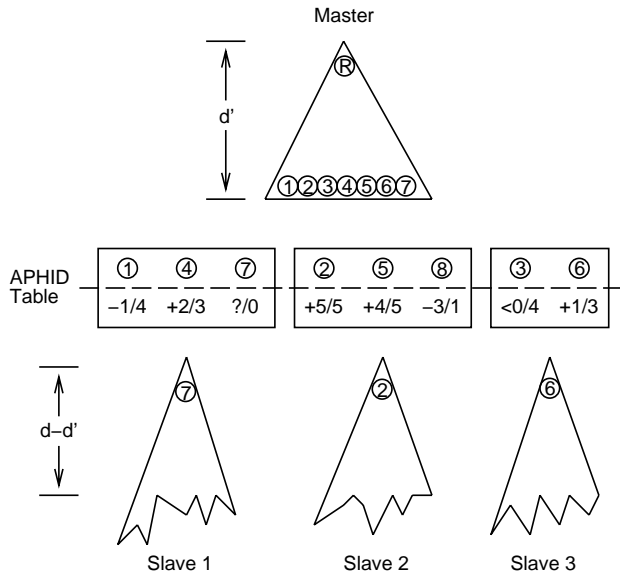 Master
R
d’
1 2 3 4 5 6 7
APHID
Table
1 4 7 2 5 8 3 6
−1/4 +2/3 ?/0 +5/5 +4/5 −3/1 <0/4 +1/3
7 2 6
d−d’
Slave 1 Slave 2 Slave 3